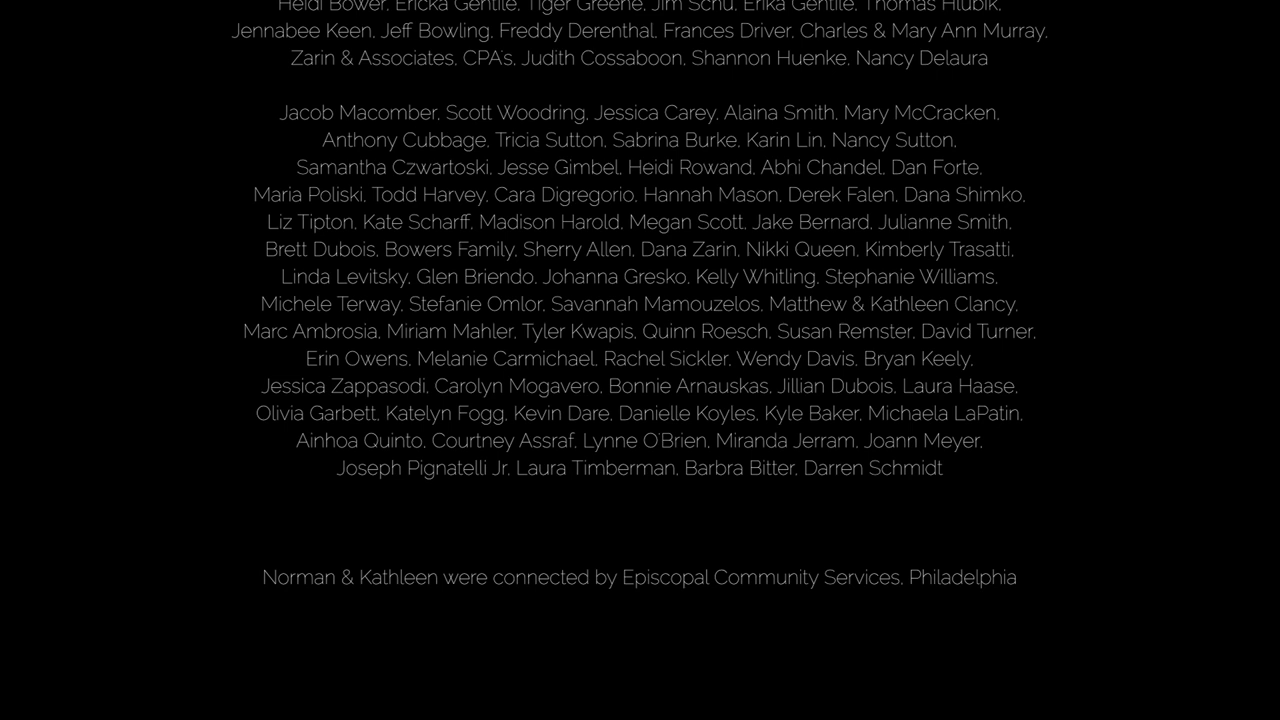 Heidi Bower, Ericka Gentile, Tiger Greene, Jim Schu, Erika Gentile, Thomas Hlubik,
Jennabee Keen, Jeff Bowling, Freddy Derenthal, Frances Driver, Charles & Mary Ann Murray,
Zarin & Associates, CPA's, Judith Cossaboon, Shannon Huenke, Nancy Delaura
Jacob Macomber, Scott Woodring, Jessica Carey, Alaina Smith, Mary McCracken,
Anthony Cubbage, Tricia Sutton, Sabrina Burke, Karin Lin, Nancy Sutton,
Samantha Czwartoski, Jesse Gimbel, Heidi Rowand, Abhi Chandel, Dan Forte,
Maria Poliski, Todd Harvey, Cara Digregorio, Hannah Mason, Derek Falen, Dana Shimko,
Liz Tipton, Kate Scharff, Madison Harold, Megan Scott, Jake Bernard, Julianne Smith,
Brett Dubois, Bowers Family, Sherry Allen, Dana Zarin, Nikki Queen, Kimberly Trasatti,
Linda Levitsky, Glen Briendo, Johanna Gresko, Kelly Whitling, Stephanie Williams,
Michele Terway, Stefanie Omlor, Savannah Mamouzelos, Matthew & Kathleen Clancy,
Marc Ambrosia, Miriam Mahler, Tyler Kwapis, Quinn Roesch, Susan Remster, David Turner,
Erin Owens, Melanie Carmichael, Rachel Sickler, Wendy Davis, Bryan Keely,
Jessica Zappasodi, Carolyn Mogavero, Bonnie Arnauskas, Jillian Dubois, Laura Haase,
Olivia Garbett, Katelyn Fogg, Kevin Dare, Danielle Koyles, Kyle Baker, Michaela LaPatin,
Ainhoa Quinto, Courtney Assraf, Lynne O'Brien, Miranda Jerram, Joann Meyer,
Joseph Pignatelli Jr, Laura Timberman, Barbra Bitter, Darren Schmidt
Norman & Kathleen were connected by Episcopal Community Services, Philadelphia